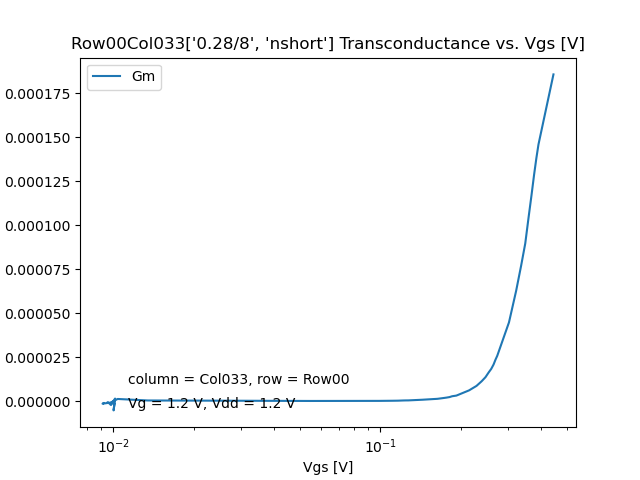 Row00Col033['0.28/8', 'nshort'] Transconductance vs. Vgs [V]
Gm
0.000175
0.000150
0.000125
0.000100
0.000075
0.000050
0.000025
0.000000
column = Col033, row = Row00
Vg = 1.2 V, Vdd = 1.2 V
10⁻² 10⁻¹
Vgs [V]